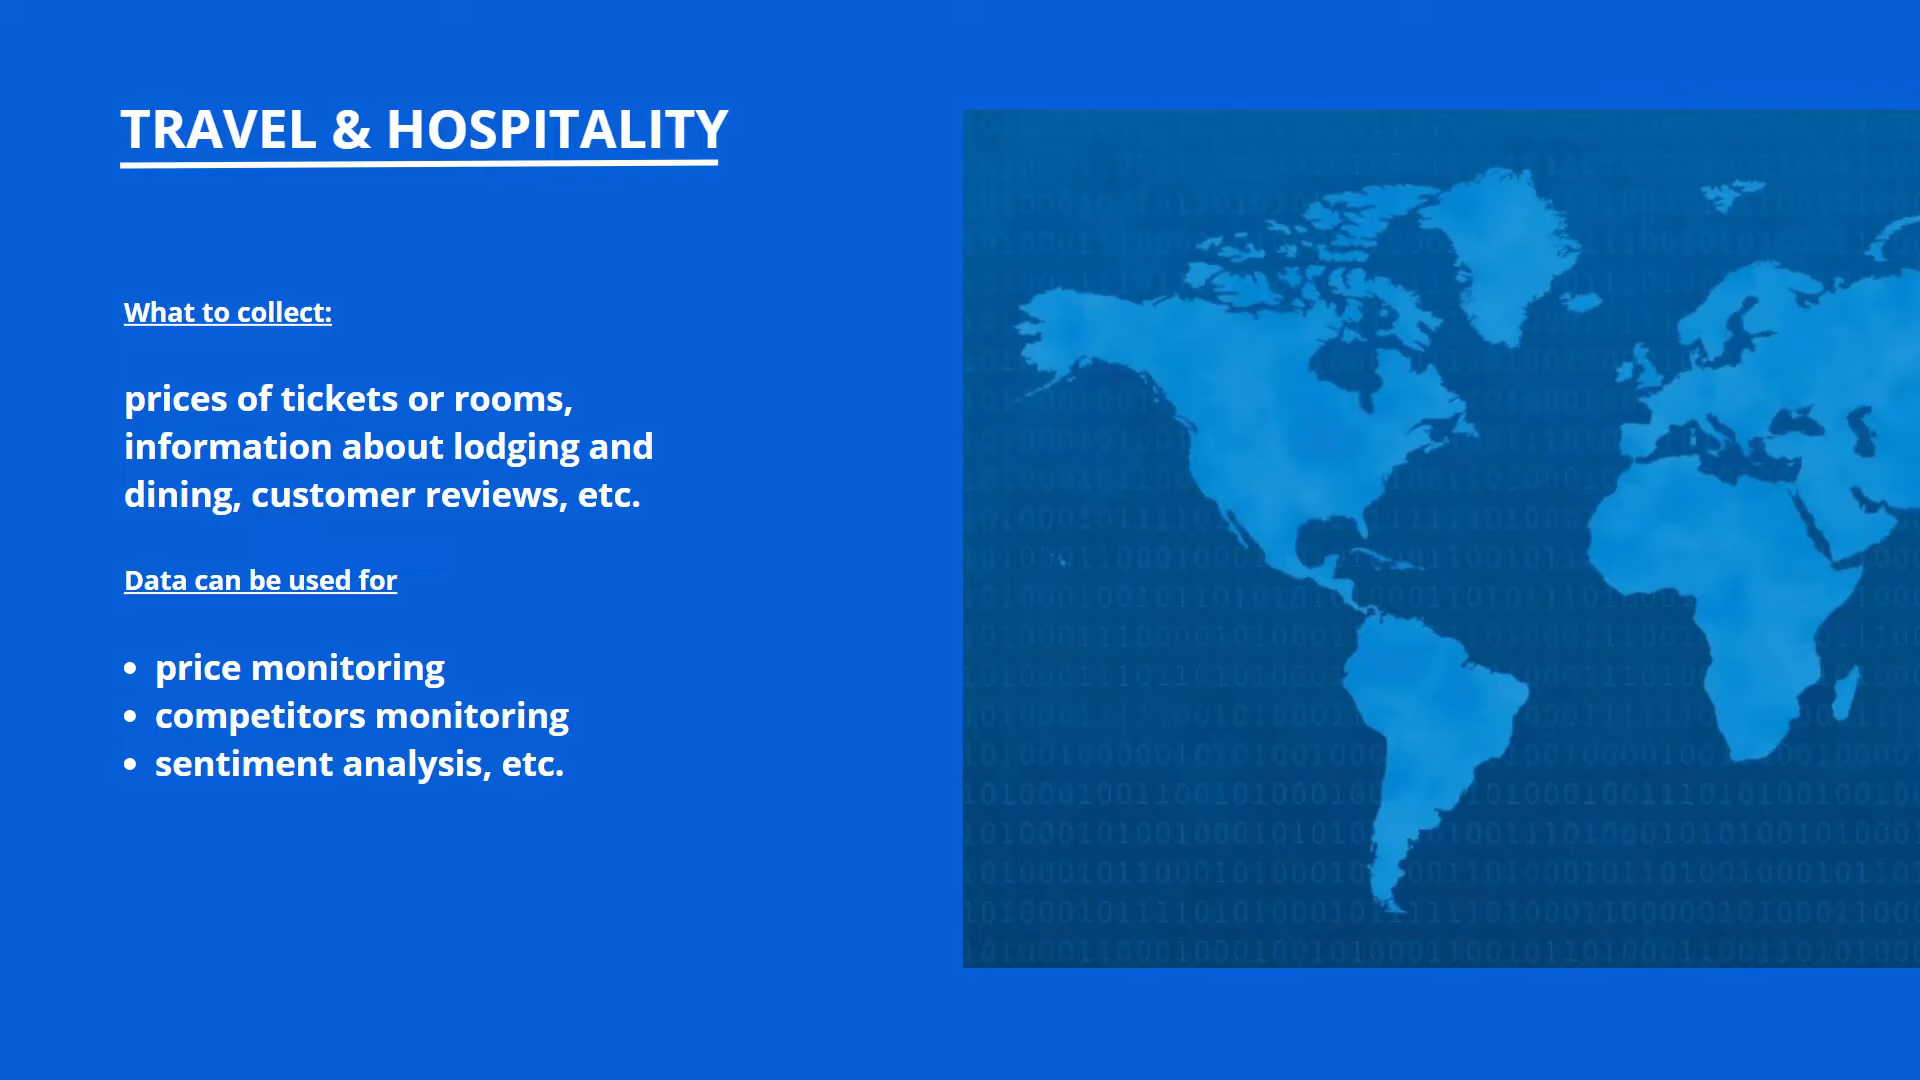 TRAVEL & HOSPITALITY
What to collect:
prices of tickets or rooms,
information about lodging and
dining, customer reviews, etc.
Data can be used for
• price monitoring
• competitors monitoring
• sentiment analysis, etc.